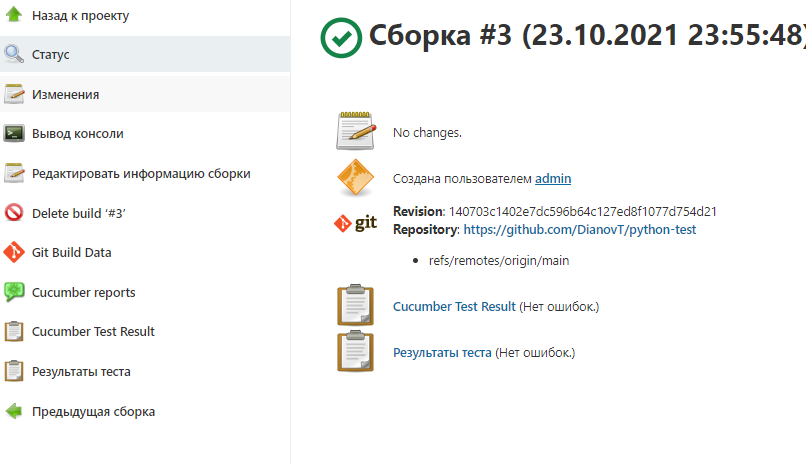 Назад к проекту
Статус
Изменения
Вывод консоли
Редактировать информацию сборки
Delete build ‘#3’
Git Build Data
Cucumber reports
Cucumber Test Result
Результаты теста
Предыдущая сборка
Сборка #3 (23.10.2021 23:55:48)
No changes.
Создана пользователем admin
git
Revision: 140703c1402e7dc596b64c127ed8f1077d754d21
Repository: https://github.com/DianovT/python-test
• refs/remotes/origin/main
Cucumber Test Result (Нет ошибок.)
Результаты теста (Нет ошибок.)